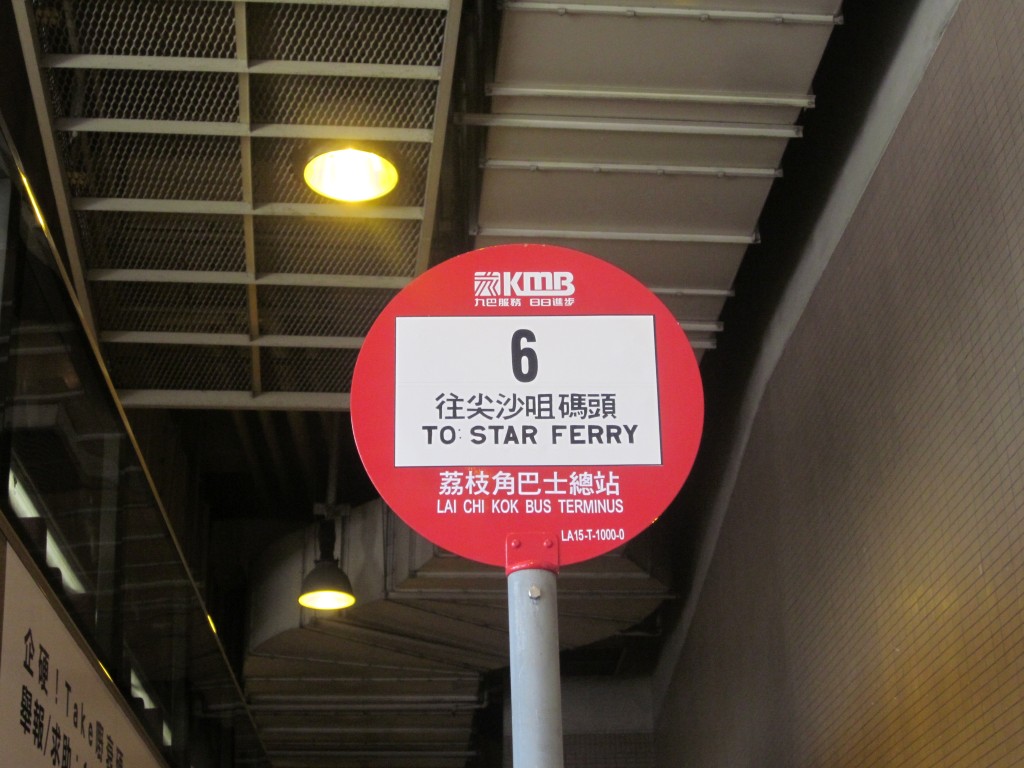 KMB
九巴服務 日日進步
6
往尖沙咀碼頭
TO: STAR FERRY
荔枝角巴士總站
LAI CHI KOK BUS TERMINUS
LA15-T-1000-0
Take